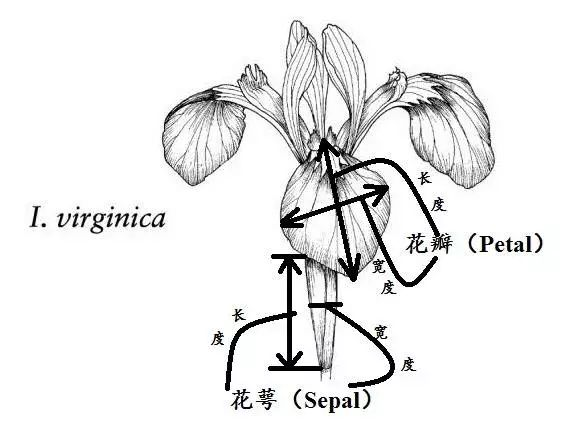 I. virginica
长度
花瓣（Petal）
宽度
长度
宽度
花萼（Sepal）